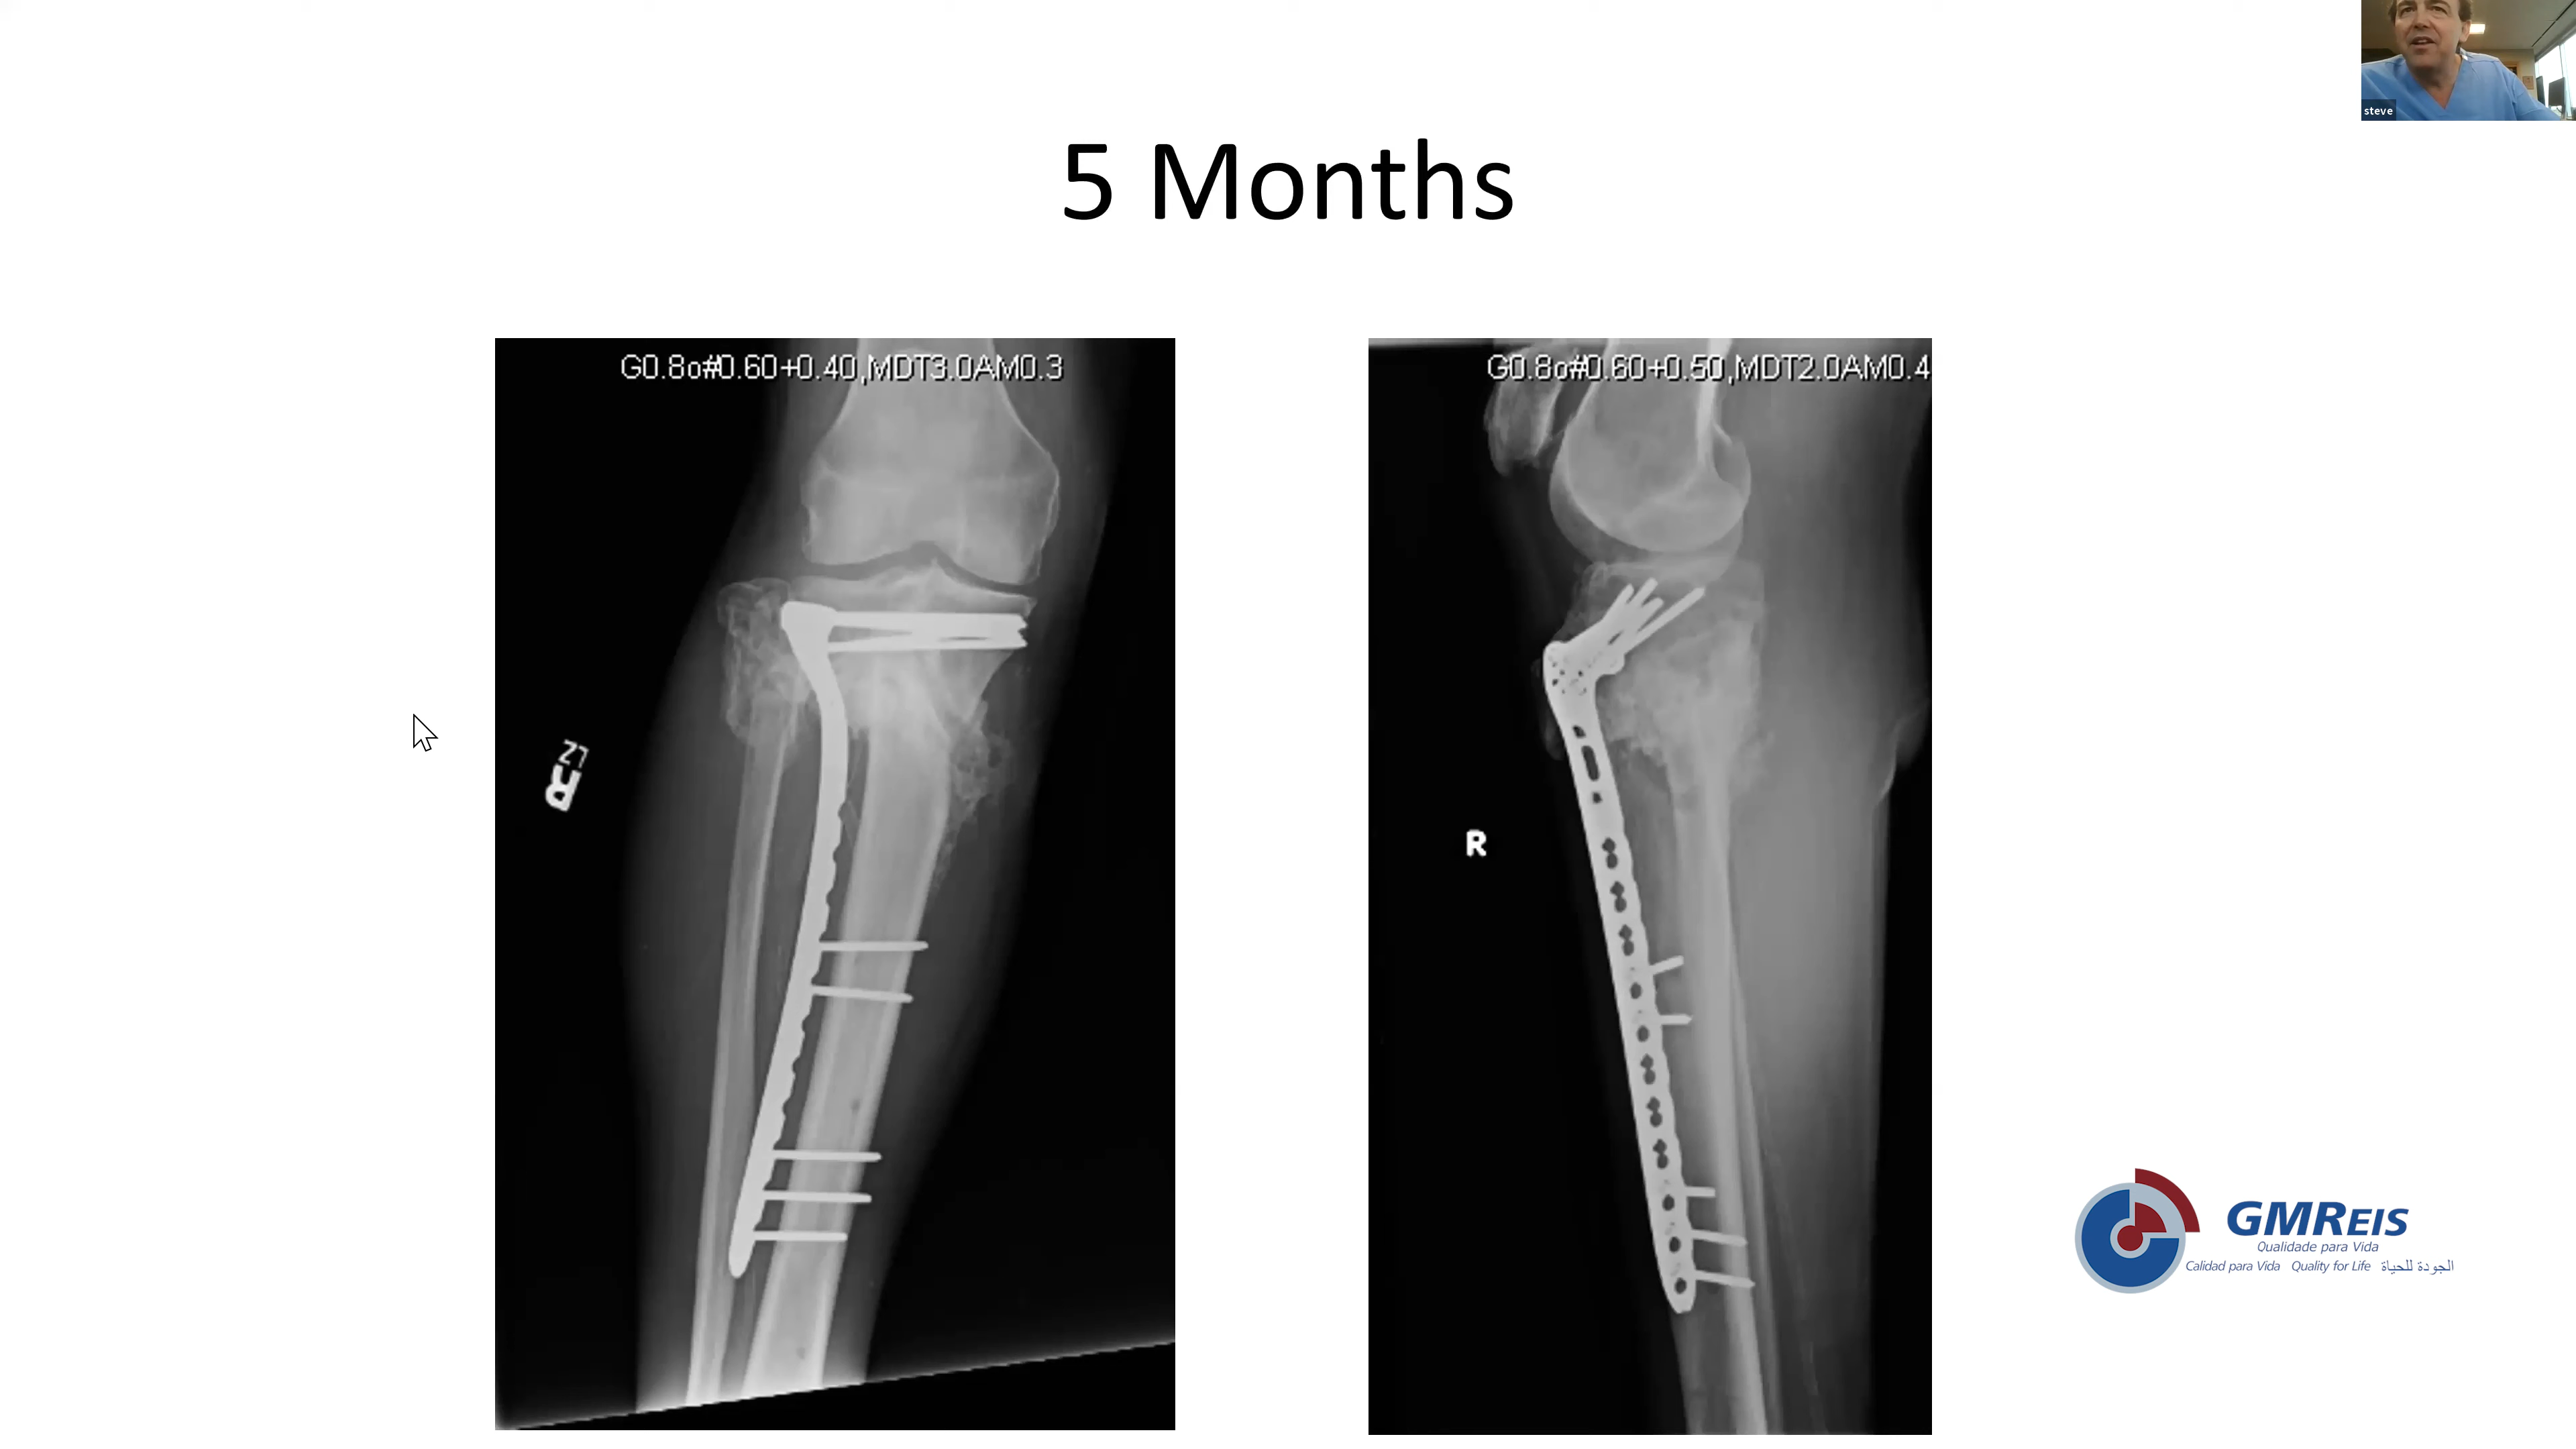 steve
5 Months
G0.8o#0.60+0.40,MDT3.0AM0.3
G0.8o#0.60+0.50,MDT2.0AM0.4
LZ
R
R
GMREIS
Qualidade para Vida
Calidad para Vida Quality for Life الجودة للحياة